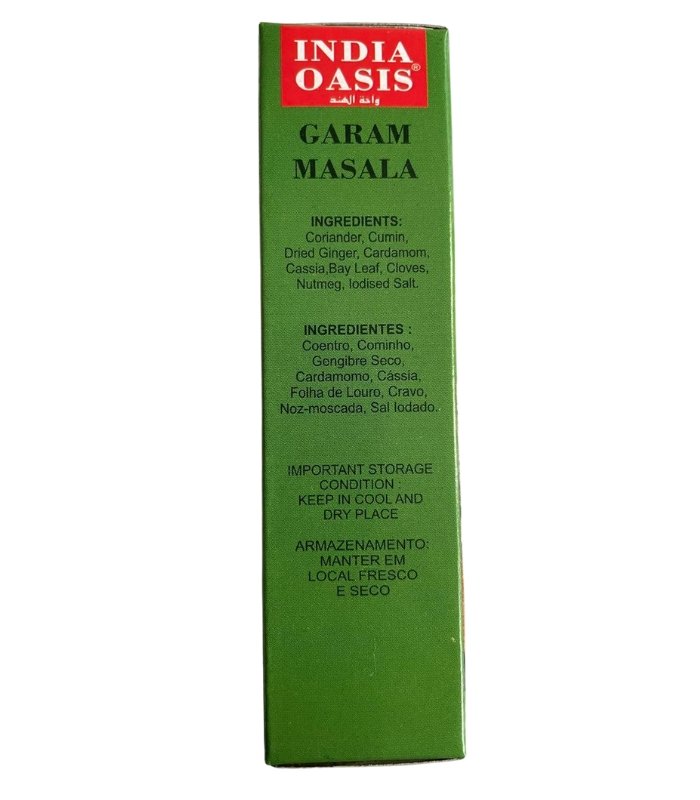 INDIA
OASIS®
واحة الهند
GARAM
MASALA
INGREDIENTS:
Coriander, Cumin,
Dried Ginger, Cardamom,
Cassia,Bay Leaf, Cloves,
Nutmeg, Iodised Salt.
INGREDIENTES :
Coentro, Cominho,
Gengibre Seco,
Cardamomo, Cássia,
Folha de Louro, Cravo,
Noz-moscada, Sal Iodado.
IMPORTANT STORAGE
CONDITION :
KEEP IN COOL AND
DRY PLACE
ARMAZENAMENTO:
MANTER EM
LOCAL FRESCO
E SECO